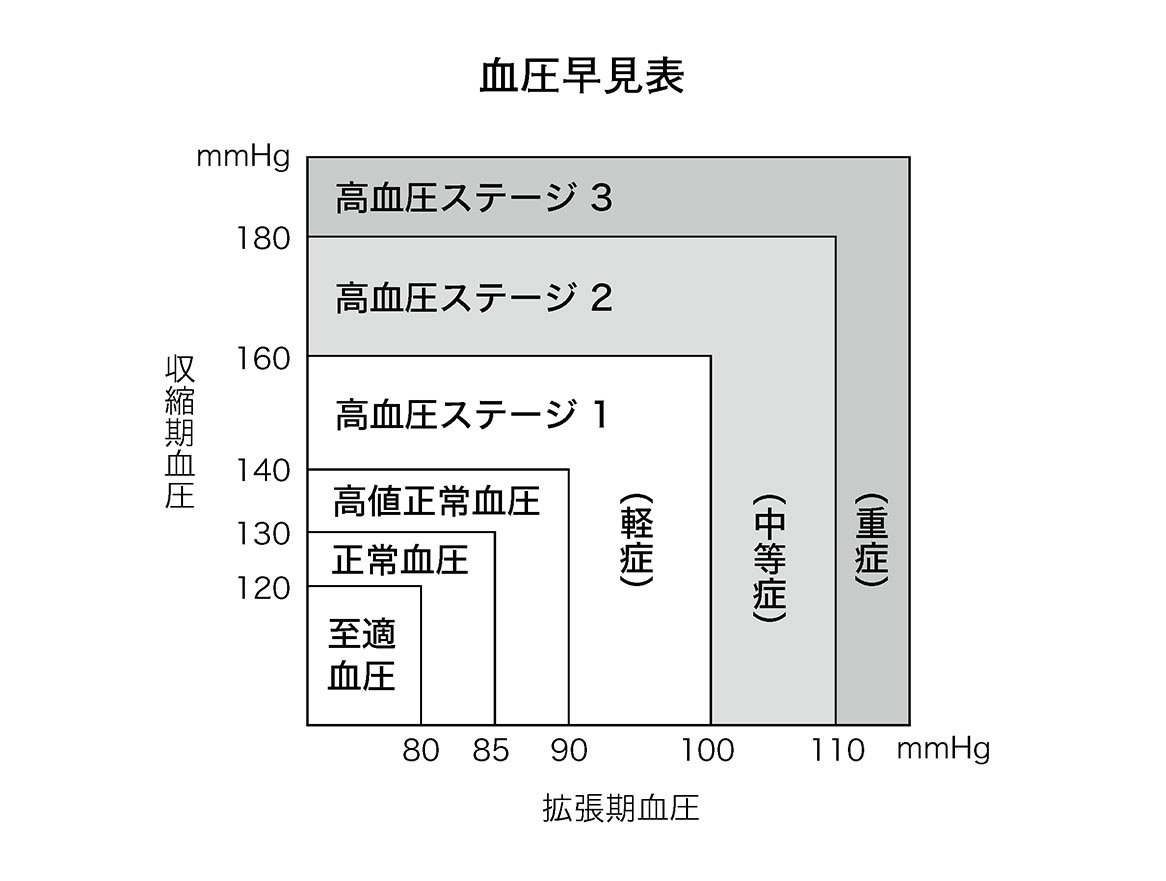 血圧早見表
mmHg
高血圧ステージ 3
180
高血圧ステージ 2
160
収縮期血圧
高血圧ステージ 1
140
高値正常血圧
（軽症）
（中等症）
（重症）
130
正常血圧
120
至適
血圧
80
85
90
100
110
mmHg
拡張期血圧